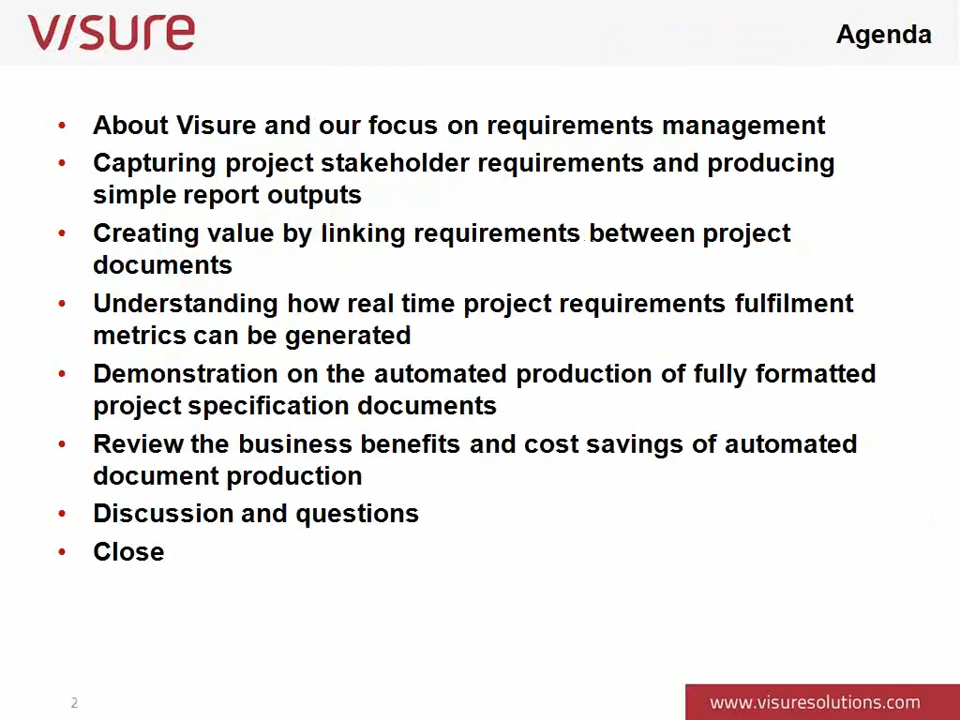 visure
Agenda
• About Visure and our focus on requirements management
• Capturing project stakeholder requirements and producing
simple report outputs
• Creating value by linking requirements between project
documents
• Understanding how real time project requirements fulfilment
metrics can be generated
• Demonstration on the automated production of fully formatted
project specification documents
• Review the business benefits and cost savings of automated
document production
• Discussion and questions
• Close
2
www.visuresolutions.com